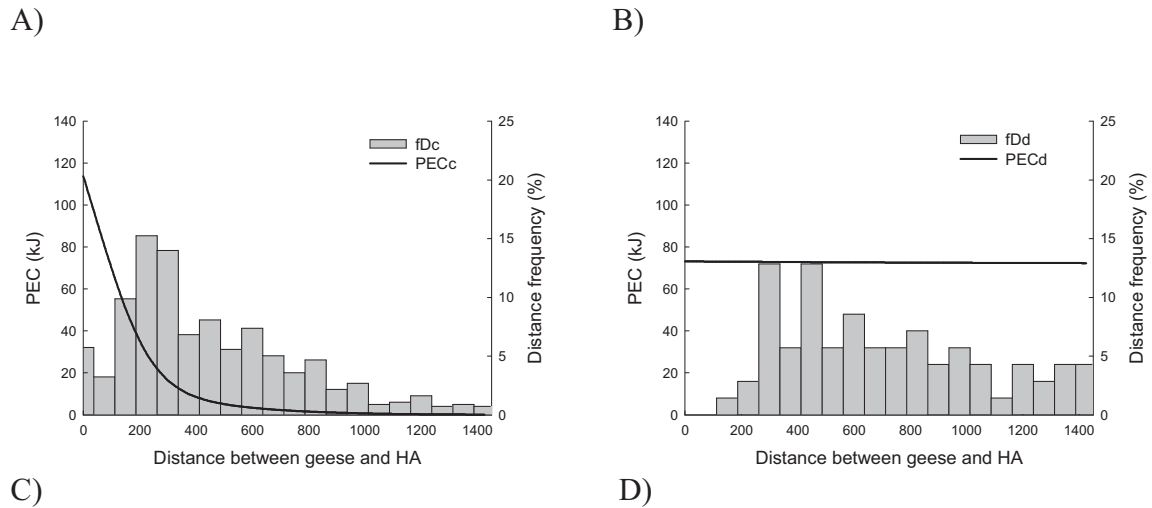 A)
B)
140
120
100
80
60
40
20
0
PEC (kJ)
25
20
15
10
5
0
Distance frequency (%)
fDc
PECc
0 200 400 600 800 1000 1200 1400
Distance between geese and HA
140
120
100
80
60
40
20
0
PEC (kJ)
25
20
15
10
5
0
Distance frequency (%)
fDd
PECd
0 200 400 600 800 1000 1200 1400
Distance between geese and HA
C)
D)